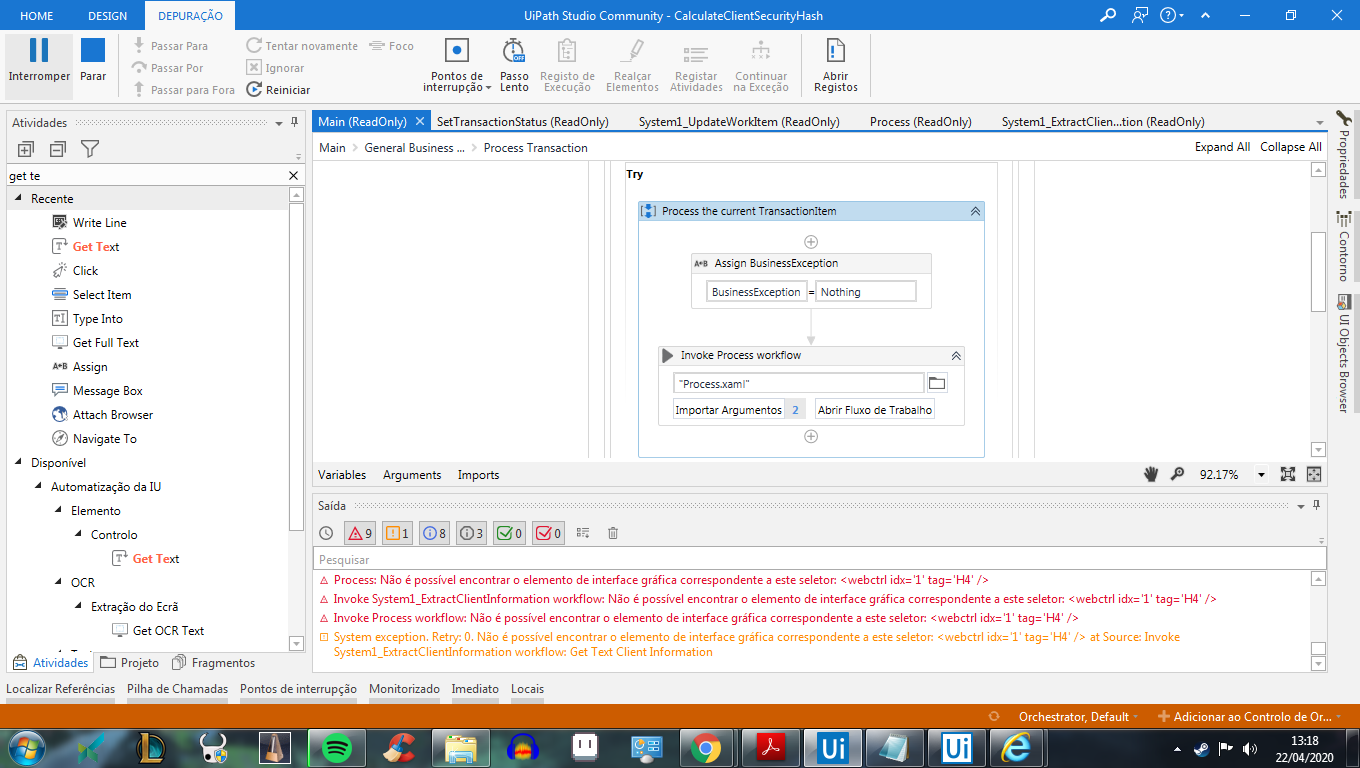 HOME DESIGN DEPURAÇÃO UiPath Studio Community - CalculateClientSecurityHash
Interromper
Parar
Passar Para
Passar Por
Passar para Fora
Tentar novamente
Ignorar
Reiniciar
Foco
Pontos de interrupção
Passo Lento
Registo de Execução
Realçar Elementos
Registar Atividades
Continuar na Exceção
Abrir Registos
Atividades
get te
Recente
Write Line
Get Text
Click
Select Item
Type Into
Get Full Text
Assign
Message Box
Attach Browser
Navigate To
Disponível
Automatização da IU
Elemento
Controlo
Get Text
OCR
Extração do Ecrã
Get OCR Text
Atividades Projeto Fragmentos
Main (ReadOnly) SetTransactionStatus (ReadOnly) System1_UpdateWorkItem (ReadOnly) Process (ReadOnly) System1_ExtractClien...tion (ReadOnly)
Main General Business ... Process Transaction Expand All Collapse All
Try
Process the current TransactionItem
A*B Assign BusinessException
BusinessException = Nothing
Invoke Process workflow
"Process.xaml"
Importar Argumentos 2 Abrir Fluxo de Trabalho
Variables Arguments Imports 92.17%
Propriedades
Contorno
UI Objects Browser
Saída
9 1 8 3 0 0
Pesquisar
Process: Não é possível encontrar o elemento de interface gráfica correspondente a este seletor: <webctrl idx='1' tag='H4' />
Invoke System1_ExtractClientInformation workflow: Não é possível encontrar o elemento de interface gráfica correspondente a este seletor: <webctrl idx='1' tag='H4' />
Invoke Process workflow: Não é possível encontrar o elemento de interface gráfica correspondente a este seletor: <webctrl idx='1' tag='H4' />
System exception. Retry: 0. Não é possível encontrar o elemento de interface gráfica correspondente a este seletor: <webctrl idx='1' tag='H4' /> at Source: Invoke
System1_ExtractClientInformation workflow: Get Text Client Information
Localizar Referências Pilha de Chamadas Pontos de interrupção Monitorizado Imediato Locais
Orchestrator, Default Adicionar ao Controlo de Or...
13:18
22/04/2020